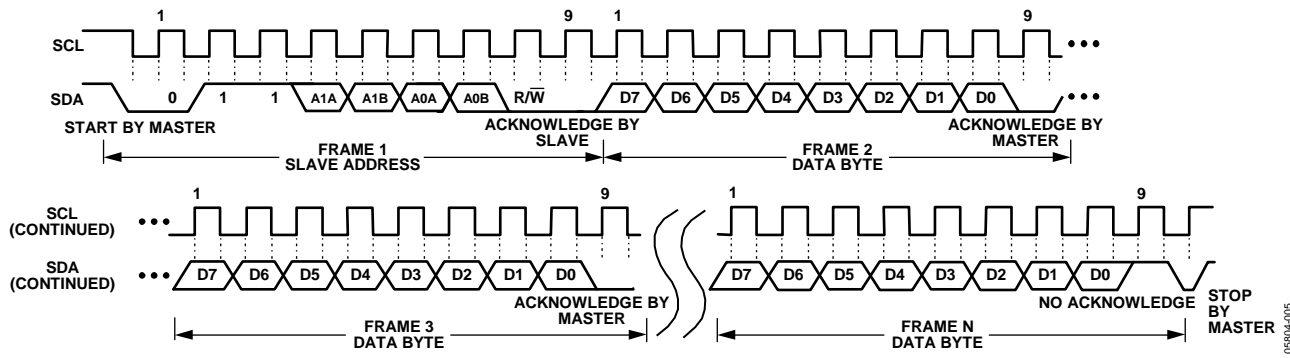 1 9 1 9
SCL
SDA 0 1 1 A1A A1B A0A A0B R/W̅ D7 D6 D5 D4 D3 D2 D1 D0
START BY MASTER
ACKNOWLEDGE BY
SLAVE
ACKNOWLEDGE BY
MASTER
FRAME 1
SLAVE ADDRESS
FRAME 2
DATA BYTE
1 9 1 9
SCL
(CONTINUED)
SDA
(CONTINUED)
D7 D6 D5 D4 D3 D2 D1 D0 D7 D6 D5 D4 D3 D2 D1 D0
ACKNOWLEDGE BY
MASTER
NO ACKNOWLEDGE
STOP
BY
MASTER
FRAME 3
DATA BYTE
FRAME N
DATA BYTE
05804-005